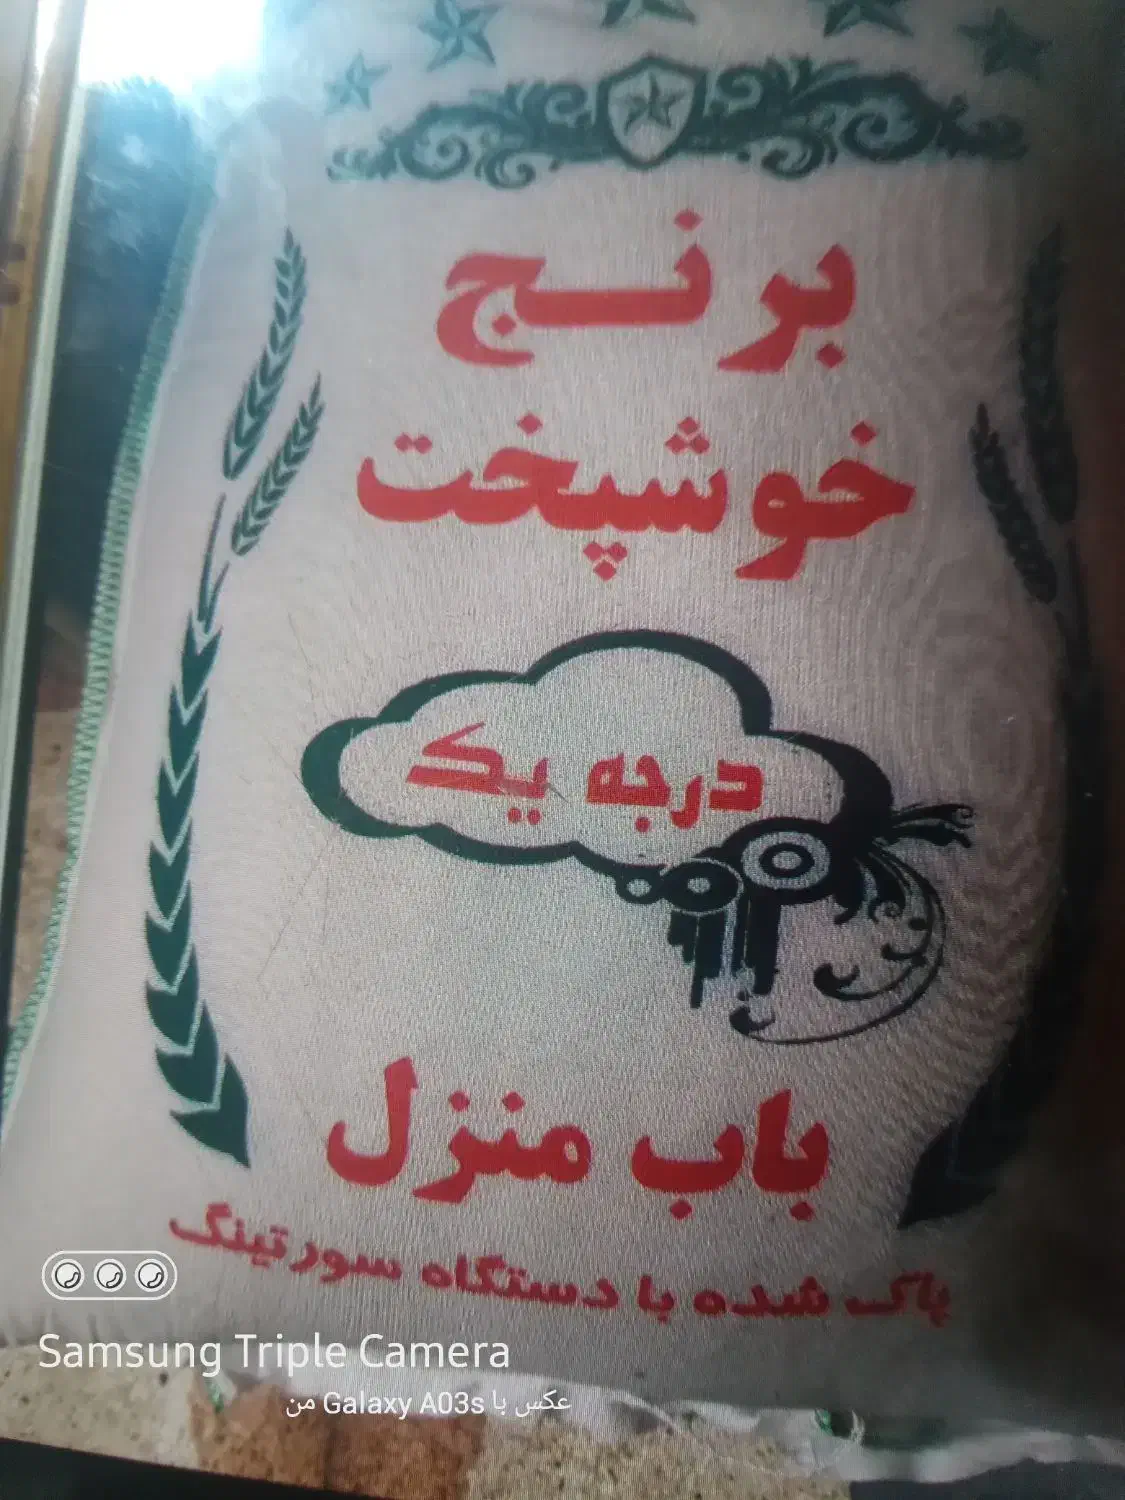 برنج
خوشپخت
درجه یک
باب منزل
پاک شده با دستگاه سورتینگ
Samsung Triple Camera
عکس با Galaxy A03s من